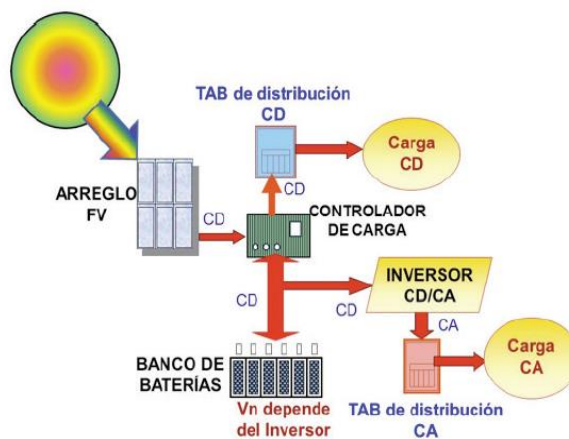 TAB de distribución
CD
Carga
CD
ARREGLO
FV
CD
CD
CONTROLADOR
DE CARGA
CD
CD
INVERSOR
CD/CA
CA
BANCO DE
BATERÍAS
Vn depende
del Inversor
Carga
CA
TAB de distribución
CA